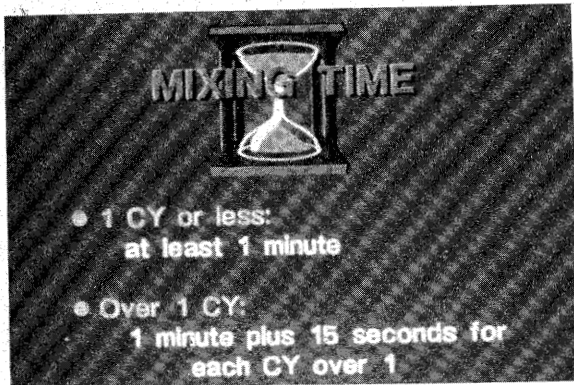 MIXING TIME
● 1 CY or less:
at least 1 minute
● Over 1 CY:
1 minute plus 15 seconds for
each CY over 1